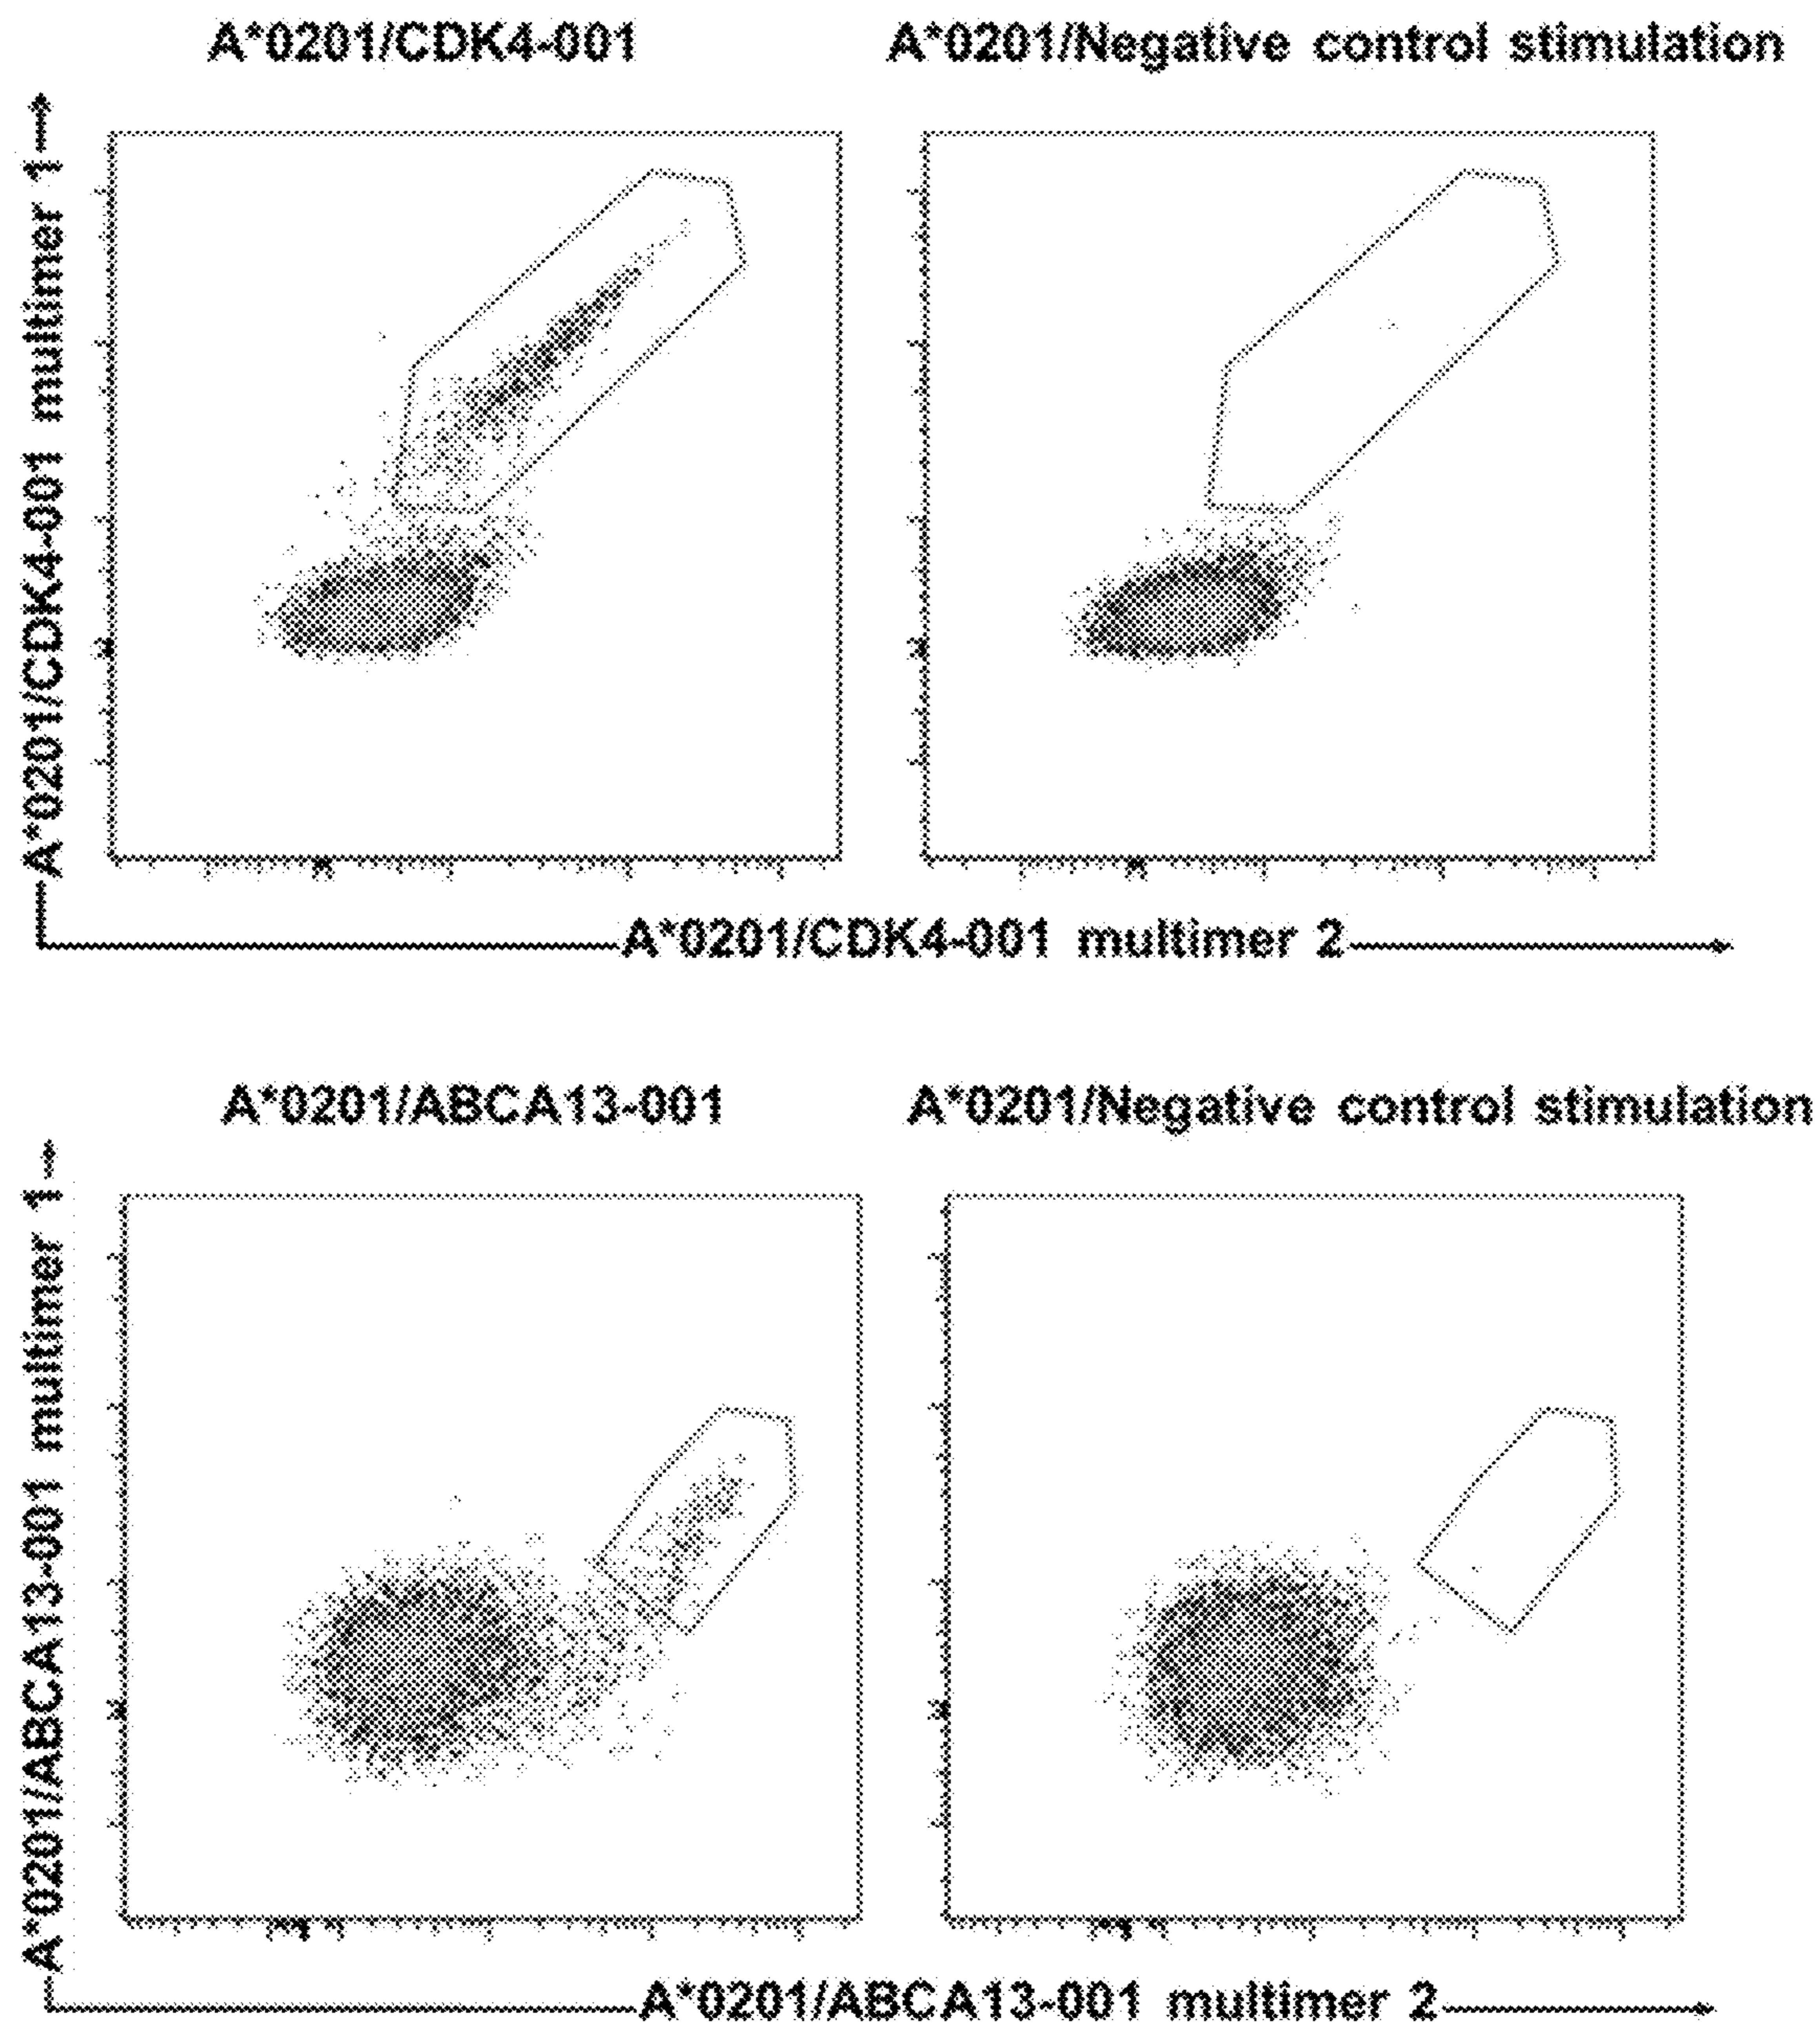 A*0201/CDK4-001
A*0201/Negative control stimulation
A*0201/CDK4-001 multimer 1
A*0201/CDK4-001 multimer 2
A*0201/ABCA13-001
A*0201/Negative control stimulation
A*0201/ABCA13-001 multimer 1
A*0201/ABCA13-001 multimer 2